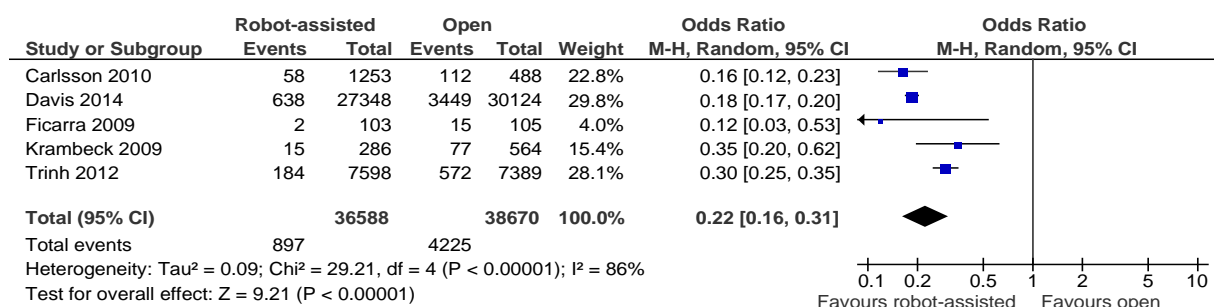 Robot-assisted Open Odds Ratio Odds Ratio
Study or Subgroup Events Total Events Total Weight M-H, Random, 95% CI M-H, Random, 95% CI
Carlsson 2010 58 1253 112 488 22.8% 0.16 [0.12, 0.23]
Davis 2014 638 27348 3449 30124 29.8% 0.18 [0.17, 0.20]
Ficarra 2009 2 103 15 105 4.0% 0.12 [0.03, 0.53]
Krambeck 2009 15 286 77 564 15.4% 0.35 [0.20, 0.62]
Trinh 2012 184 7598 572 7389 28.1% 0.30 [0.25, 0.35]
Total (95% CI) 36588 38670 100.0% 0.22 [0.16, 0.31]
Total events 897 4225
Heterogeneity: Tau² = 0.09; Chi² = 29.21, df = 4 (P < 0.00001); I² = 86%
Test for overall effect: Z = 9.21 (P < 0.00001)
0.1 0.2 0.5 1 2 5 10
Favours robot-assisted Favours open